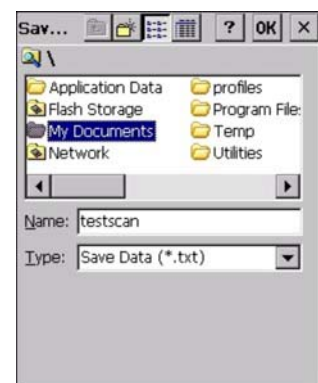 Sav... ? OK ×
\
Application Data profiles
Flash Storage Program File:
My Documents Temp
Network Utilities
Name: testscan
Type: Save Data (*.txt)